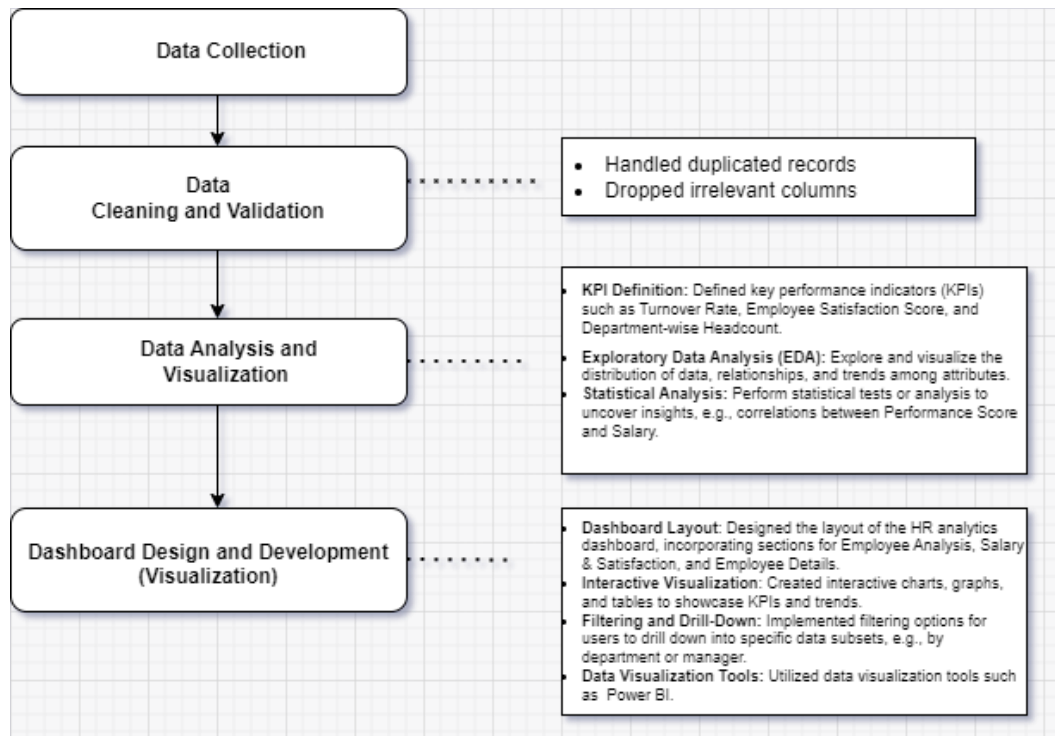 Data Collection
Data
Cleaning and Validation
• Handled duplicated records
• Dropped irrelevant columns
Data Analysis and
Visualization
• KPI Definition: Defined key performance indicators (KPIs)
such as Turnover Rate, Employee Satisfaction Score, and
Department-wise Headcount.
• Exploratory Data Analysis (EDA): Explore and visualize the
distribution of data, relationships, and trends among attributes.
• Statistical Analysis: Perform statistical tests or analysis to
uncover insights, e.g., correlations between Performance Score
and Salary.
Dashboard Design and Development
(Visualization)
• Dashboard Layout: Designed the layout of the HR analytics
dashboard, incorporating sections for Employee Analysis, Salary
& Satisfaction, and Employee Details.
• Interactive Visualization: Created interactive charts, graphs,
and tables to showcase KPIs and trends.
• Filtering and Drill-Down: Implemented filtering options for
users to drill down into specific data subsets, e.g., by
department or manager.
• Data Visualization Tools: Utilized data visualization tools such
as Power BI.